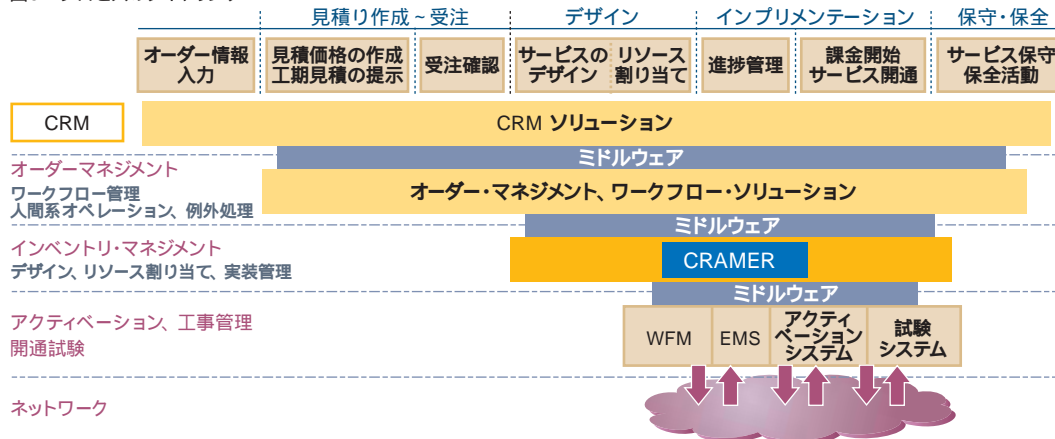 見積り作成~受注
デザイン
インプリメンテーション
保守・保全
オーダー情報
入力
見積価格の作成
工期見積の提示
受注確認
サービスの
デザイン
リソース
割り当て
進捗管理
課金開始
サービス開通
サービス保守
保全活動
CRM
CRM ソリューション
ミドルウェア
オーダーマネジメント
ワークフロー管理
人間系オペレーション、例外処理
オーダー・マネジメント、ワークフロー・ソリューション
ミドルウェア
インベントリ・マネジメント
デザイン、リソース割り当て、実装管理
CRAMER
ミドルウェア
アクティベーション、工事管理
開通試験
WFM
EMS
アクティ
ベーション
システム
試験
システム
ネットワーク